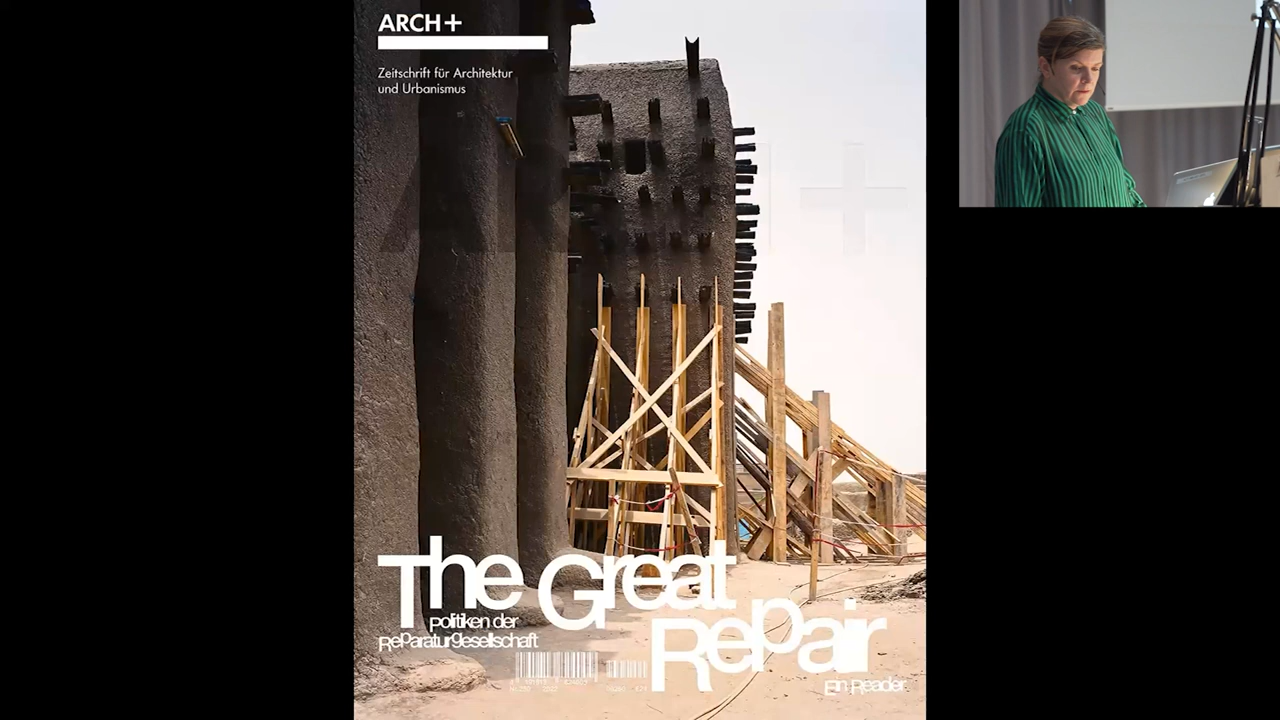 ARCH+
Zeitschrift für Architektur
und Urbanismus
The Great
politiken der
Reparaturgesellschaft
Repair
Ein Reader